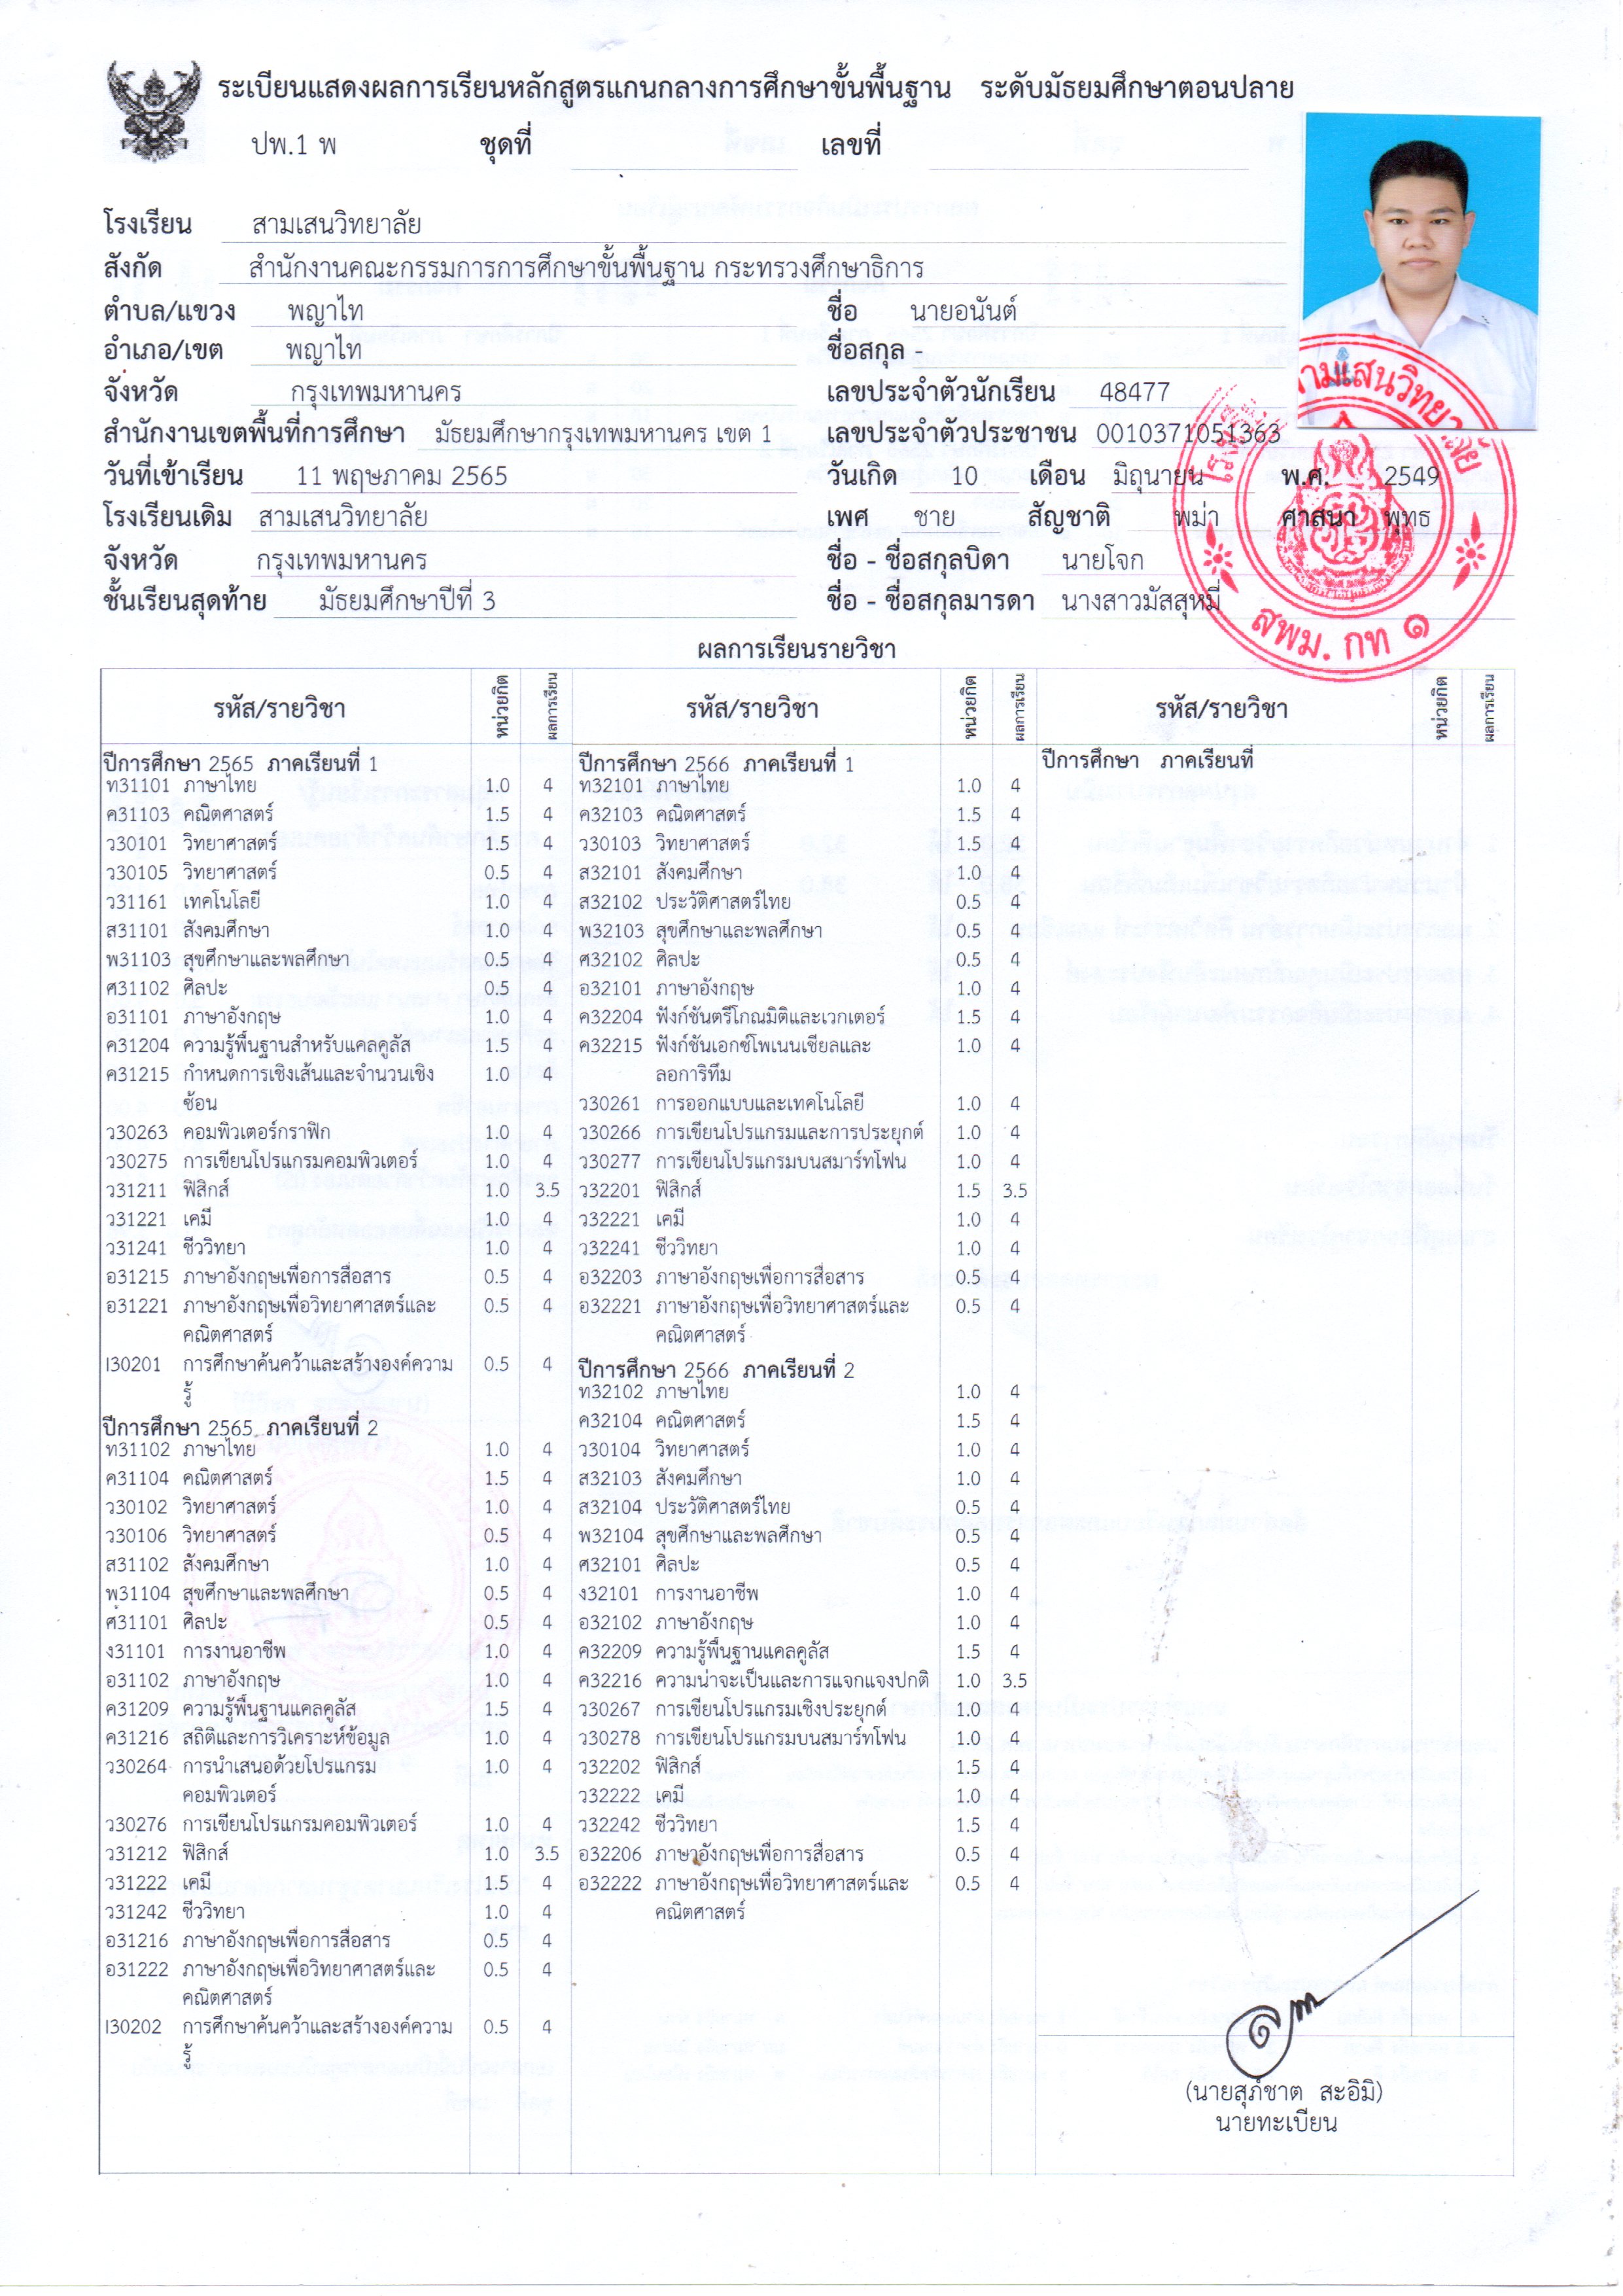 ระเบียนแสดงผลการเรียนหลักสูตรแกนกลางการศึกษาขั้นพื้นฐาน ระดับมัธยมศึกษาตอนปลาย
ปพ.1 พ ชุดที่ เลขที่
โรงเรียน สามเสนวิทยาลัย
สังกัด สำนักงานคณะกรรมการการศึกษาขั้นพื้นฐาน กระทรวงศึกษาธิการ
ตำบล/แขวง พญาไท
อำเภอ/เขต พญาไท
จังหวัด กรุงเทพมหานคร
สำนักงานเขตพื้นที่การศึกษา มัธยมศึกษากรุงเทพมหานคร เขต 1
วันที่เข้าเรียน 11 พฤษภาคม 2565
โรงเรียนเดิม สามเสนวิทยาลัย
จังหวัด กรุงเทพมหานคร
ชั้นเรียนสุดท้าย มัธยมศึกษาปีที่ 3
ชื่อ นายอนันต์
ชื่อสกุล -
เลขประจำตัวนักเรียน 48477
เลขประจำตัวประชาชน 0010371051363
วันเกิด 10 เดือน มิถุนายน พ.ศ. 2549
เพศ ชาย สัญชาติ พม่า ศาสนา พุทธ
ชื่อ - ชื่อสกุลบิดา นายโจก
ชื่อ - ชื่อสกุลมารดา นางสาวมัสสุหมี่
สพม. กท ๑
ผลการเรียนรายวิชา
รหัส/รายวิชา หน่วยกิต ผลการเรียน
ปีการศึกษา 2565 ภาคเรียนที่ 1
ท31101 ภาษาไทย 1.0 4
ค31103 คณิตศาสตร์ 1.5 4
ว30101 วิทยาศาสตร์ 1.5 4
ว30105 วิทยาศาสตร์ 0.5 4
ว31161 เทคโนโลยี 1.0 4
ส31101 สังคมศึกษา 1.0 4
พ31103 สุขศึกษาและพลศึกษา 0.5 4
ศ31102 ศิลปะ 0.5 4
อ31101 ภาษาอังกฤษ 1.0 4
ค31204 ความรู้พื้นฐานสำหรับแคลคูลัส 1.5 4
ค31215 กำหนดการเชิงเส้นและจำนวนเชิง 1.0 4
ซ้อน
ว30263 คอมพิวเตอร์กราฟิก 1.0 4
ว30275 การเขียนโปรแกรมคอมพิวเตอร์ 1.0 4
ว31211 ฟิสิกส์ 1.0 3.5
ว31221 เคมี 1.0 4
ว31241 ชีววิทยา 1.0 4
อ31215 ภาษาอังกฤษเพื่อการสื่อสาร 0.5 4
อ31221 ภาษาอังกฤษเพื่อวิทยาศาสตร์และ 0.5 4
คณิตศาสตร์
I30201 การศึกษาค้นคว้าและสร้างองค์ความ 0.5 4
รู้
ปีการศึกษา 2565 ภาคเรียนที่ 2
ท31102 ภาษาไทย 1.0 4
ค31104 คณิตศาสตร์ 1.5 4
ว30102 วิทยาศาสตร์ 1.0 4
ว30106 วิทยาศาสตร์ 0.5 4
ส31102 สังคมศึกษา 1.0 4
พ31104 สุขศึกษาและพลศึกษา 0.5 4
ศ31101 ศิลปะ 0.5 4
ง31101 การงานอาชีพ 1.0 4
อ31102 ภาษาอังกฤษ 1.0 4
ค31209 ความรู้พื้นฐานแคลคูลัส 1.5 4
ค31216 สถิติและการวิเคราะห์ข้อมูล 1.0 4
ว30264 การนำเสนอด้วยโปรแกรม 1.0 4
คอมพิวเตอร์
ว30276 การเขียนโปรแกรมคอมพิวเตอร์ 1.0 4
ว31212 ฟิสิกส์ 1.0 3.5
ว31222 เคมี 1.5 4
ว31242 ชีววิทยา 1.0 4
อ31216 ภาษาอังกฤษเพื่อการสื่อสาร 0.5 4
อ31222 ภาษาอังกฤษเพื่อวิทยาศาสตร์และ 0.5 4
คณิตศาสตร์
I30202 การศึกษาค้นคว้าและสร้างองค์ความ 0.5 4
รู้
รหัส/รายวิชา หน่วยกิต ผลการเรียน
ปีการศึกษา 2566 ภาคเรียนที่ 1
ท32101 ภาษาไทย 1.0 4
ค32103 คณิตศาสตร์ 1.5 4
ว30103 วิทยาศาสตร์ 1.5 4
ส32101 สังคมศึกษา 1.0 4
ส32102 ประวัติศาสตร์ไทย 0.5 4
พ32103 สุขศึกษาและพลศึกษา 0.5 4
ศ32102 ศิลปะ 0.5 4
อ32101 ภาษาอังกฤษ 1.0 4
ค32204 ฟังก์ชันตรีโกณมิติและเวกเตอร์ 1.5 4
ค32215 ฟังก์ชันเอกซ์โพเนนเชียลและ 1.0 4
ลอการิทึม
ว30261 การออกแบบและเทคโนโลยี 1.0 4
ว30266 การเขียนโปรแกรมและการประยุกต์ 1.0 4
ว30277 การเขียนโปรแกรมบนสมาร์ทโฟน 1.0 4
ว32201 ฟิสิกส์ 1.5 3.5
ว32221 เคมี 1.0 4
ว32241 ชีววิทยา 1.0 4
อ32203 ภาษาอังกฤษเพื่อการสื่อสาร 0.5 4
อ32221 ภาษาอังกฤษเพื่อวิทยาศาสตร์และ 0.5 4
คณิตศาสตร์
ปีการศึกษา 2566 ภาคเรียนที่ 2
ท32102 ภาษาไทย 1.0 4
ค32104 คณิตศาสตร์ 1.5 4
ว30104 วิทยาศาสตร์ 1.0 4
ส32103 สังคมศึกษา 1.0 4
ส32104 ประวัติศาสตร์ไทย 0.5 4
พ32104 สุขศึกษาและพลศึกษา 0.5 4
ศ32101 ศิลปะ 0.5 4
ง32101 การงานอาชีพ 1.0 4
อ32102 ภาษาอังกฤษ 1.0 4
ค32209 ความรู้พื้นฐานแคลคูลัส 1.5 4
ค32216 ความน่าจะเป็นและการแจกแจงปกติ 1.0 3.5
ว30267 การเขียนโปรแกรมเชิงประยุกต์ 1.0 4
ว30278 การเขียนโปรแกรมบนสมาร์ทโฟน 1.0 4
ว32202 ฟิสิกส์ 1.5 4
ว32222 เคมี 1.0 4
ว32242 ชีววิทยา 1.5 4
อ32206 ภาษาอังกฤษเพื่อการสื่อสาร 0.5 4
อ32222 ภาษาอังกฤษเพื่อวิทยาศาสตร์และ 0.5 4
คณิตศาสตร์
รหัส/รายวิชา หน่วยกิต ผลการเรียน
ปีการศึกษา ภาคเรียนที่
(นายสุภ์ชาต สะอิมิ)
นายทะเบียน